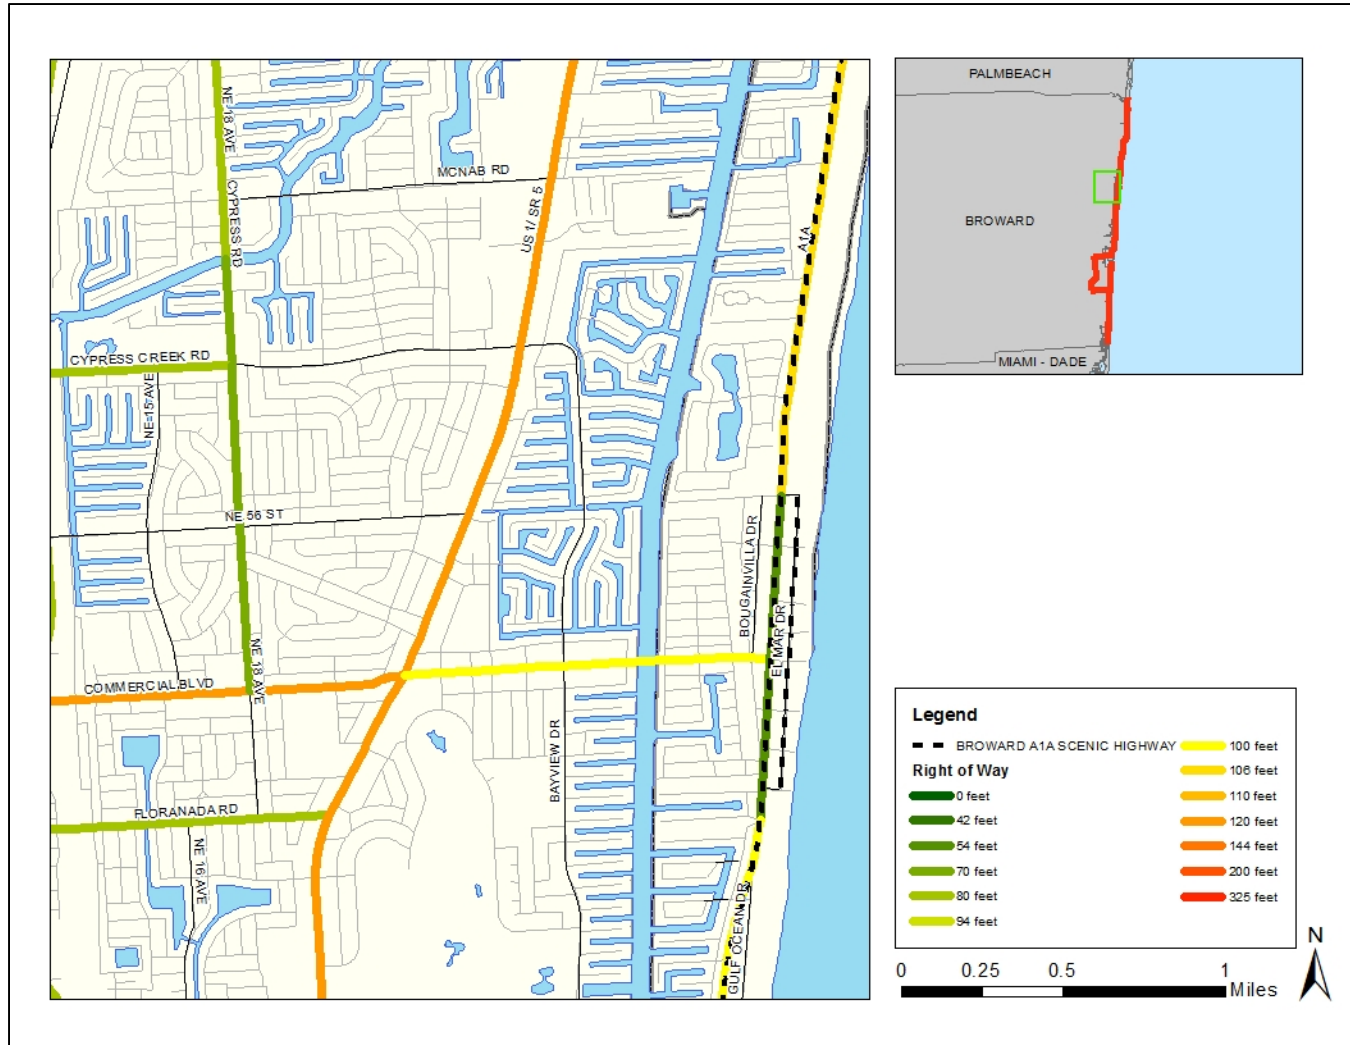 NE 18 AVE
CYPRESS RD
MCNAB RD
US 1/ SR 5
A1A
CYPRESS CREEK RD
NE 15 AVE
NE 56 ST
BOUGAINVILLA DR
EL MAR DR
NE 18 AVE
COMMERCIAL BLVD
BAYVIEW DR
FLORANADA RD
NE 16 AVE
GULF OCEAN DR
PALMBEACH
BROWARD
MIAMI - DADE
Legend
BROWARD A1A SCENIC HIGHWAY
Right of Way
0 feet
42 feet
54 feet
70 feet
80 feet
94 feet
100 feet
106 feet
110 feet
120 feet
144 feet
200 feet
325 feet
0 0.25 0.5 1
Miles
N